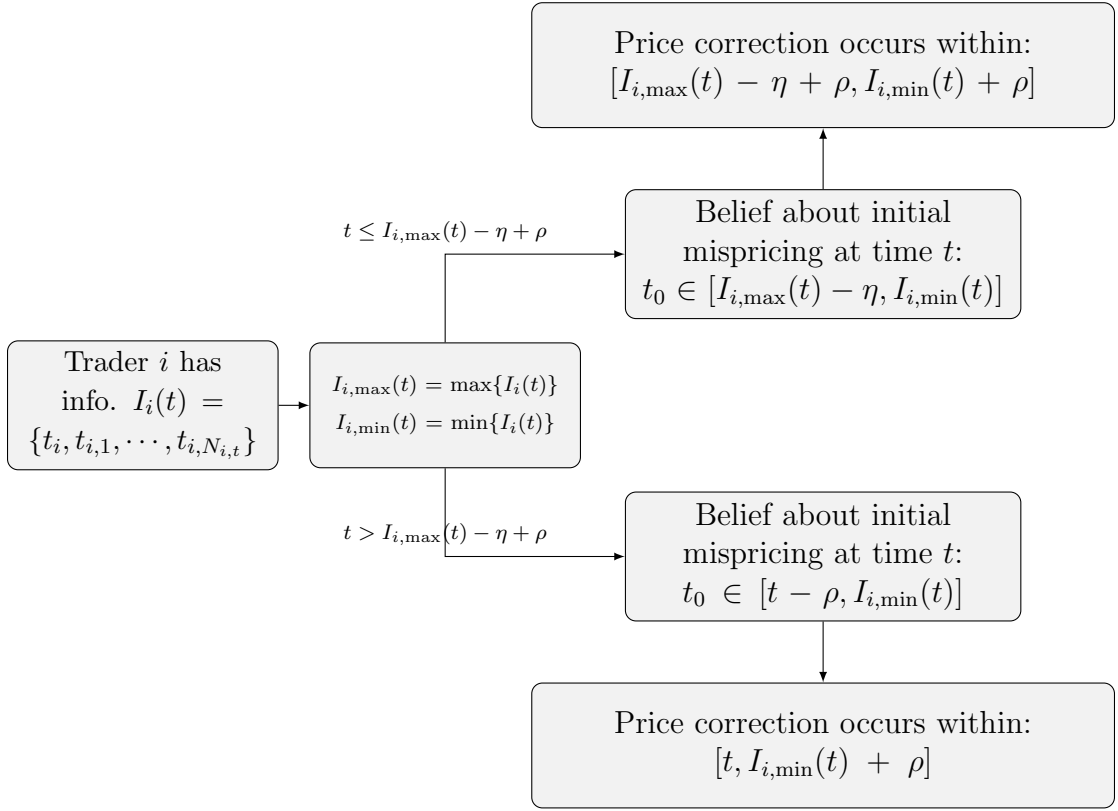 Price correction occurs within:
[I_{i,max}(t) − η + ρ, I_{i,min}(t) + ρ]
Belief about initial
mispricing at time t:
t_0 ∈ [I_{i,max}(t) − η, I_{i,min}(t)]
t ≤ I_{i,max}(t) − η + ρ
Trader i has
info. I_i(t) =
{t_i, t_{i,1}, ⋯, t_{i,N_{i,t}}}
I_{i,max}(t) = max{I_i(t)}
I_{i,min}(t) = min{I_i(t)}
t > I_{i,max}(t) − η + ρ
Belief about initial
mispricing at time t:
t_0 ∈ [t − ρ, I_{i,min}(t)]
Price correction occurs within:
[t, I_{i,min}(t) + ρ]